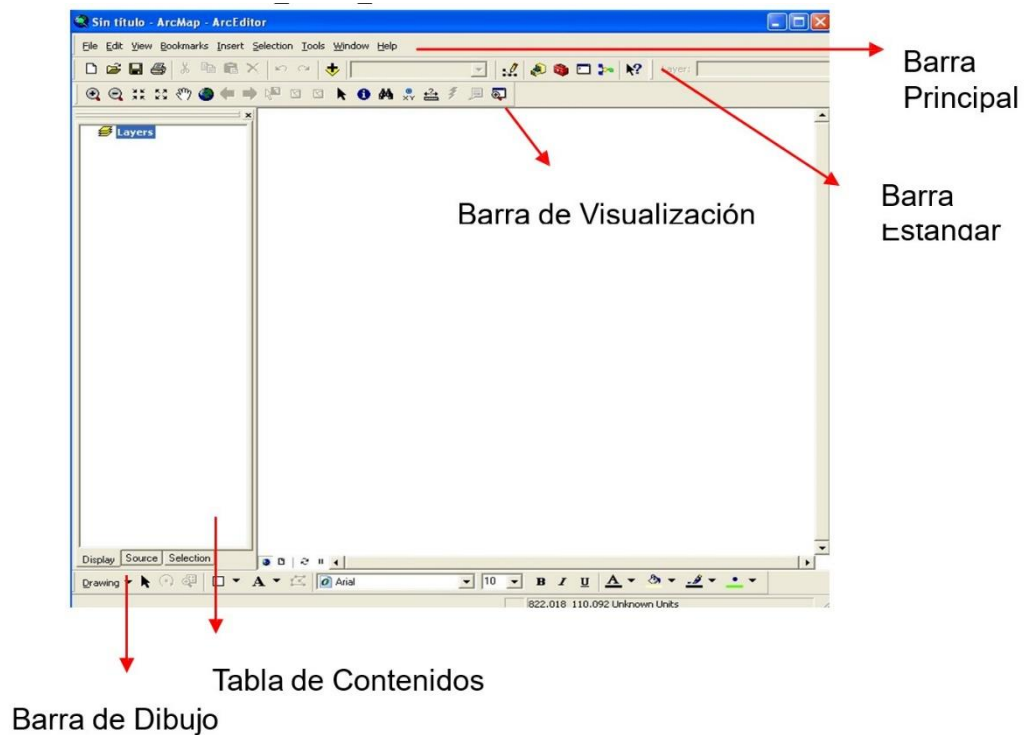 Sin título - ArcMap - ArcEditor
File Edit View Bookmarks Insert Selection Tools Window Help
Layer:
Layers
Barra
Principal
Barra
Estandar
Barra de Visualización
Display Source Selection
Drawing A Arial 10 B I U A
822.018 110.092 Unknown Units
Tabla de Contenidos
Barra de Dibujo